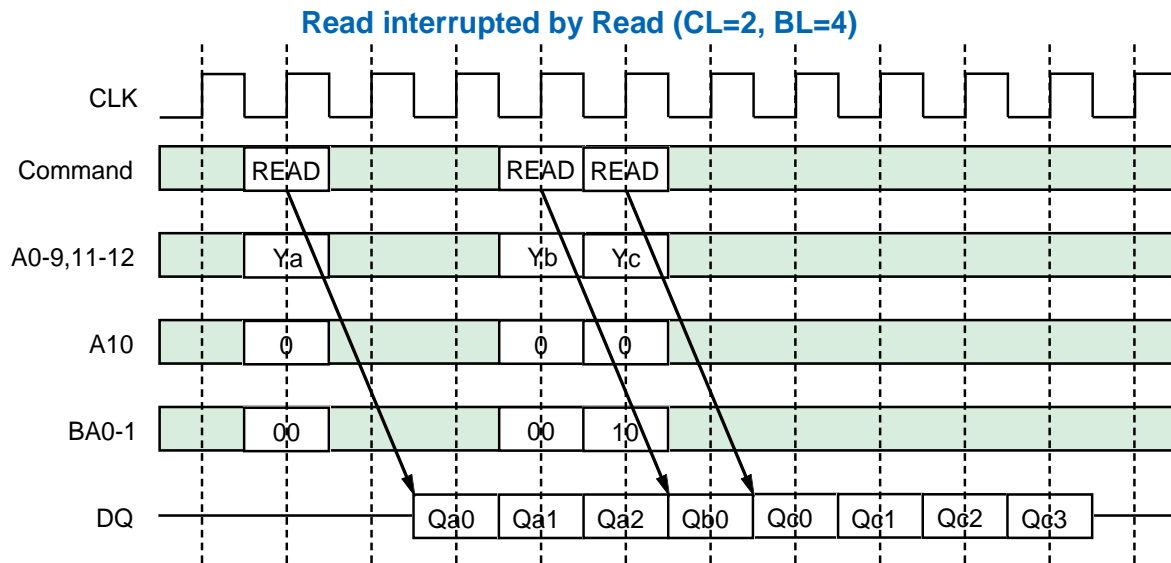 Read interrupted by Read (CL=2, BL=4)
CLK
Command READ READ READ
A0-9,11-12 Ya Yb Yc
A10 0 0 0
BA0-1 00 00 10
DQ Qa0 Qa1 Qa2 Qb0 Qc0 Qc1 Qc2 Qc3